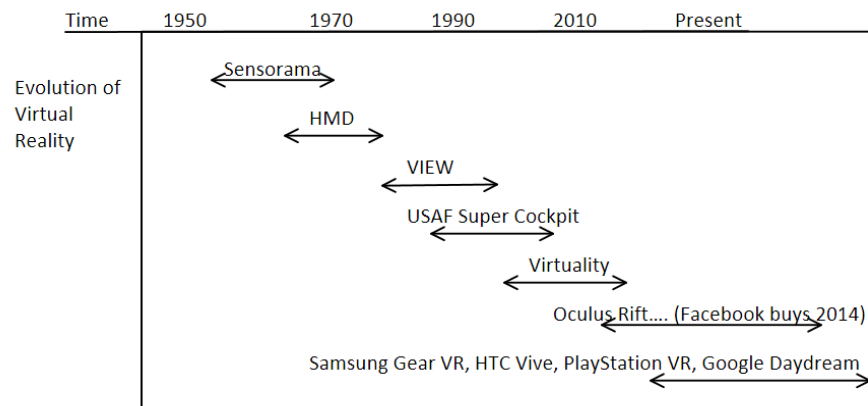 Time 1950 1970 1990 2010 Present
Sensorama
Evolution of
Virtual
Reality
HMD
VIEW
USAF Super Cockpit
Virtuality
Oculus Rift.... (Facebook buys 2014)
Samsung Gear VR, HTC Vive, PlayStation VR, Google Daydream